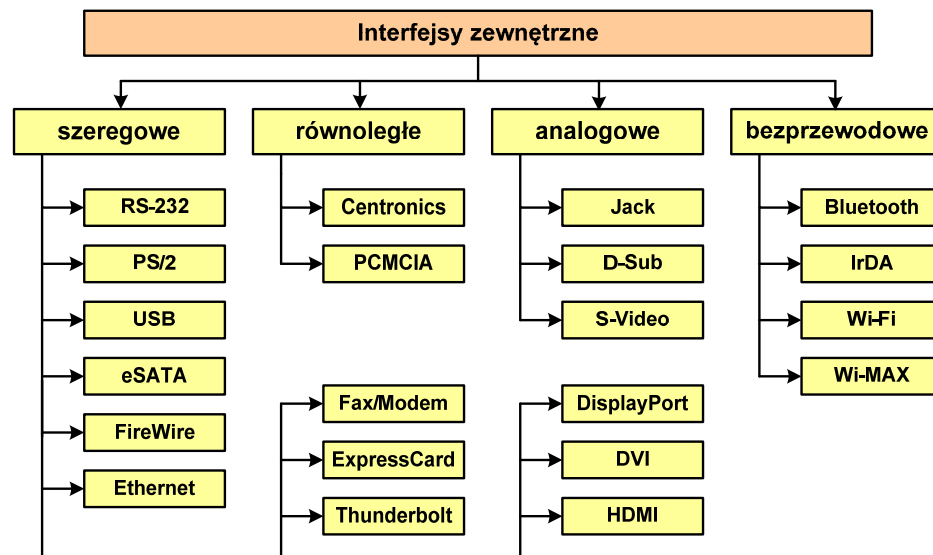 Interfejsy zewnętrzne
szeregowe
RS-232
PS/2
USB
eSATA
FireWire
Ethernet
równoległe
Centronics
PCMCIA
Fax/Modem
ExpressCard
Thunderbolt
analogowe
Jack
D-Sub
S-Video
DisplayPort
DVI
HDMI
bezprzewodowe
Bluetooth
IrDA
Wi-Fi
Wi-MAX